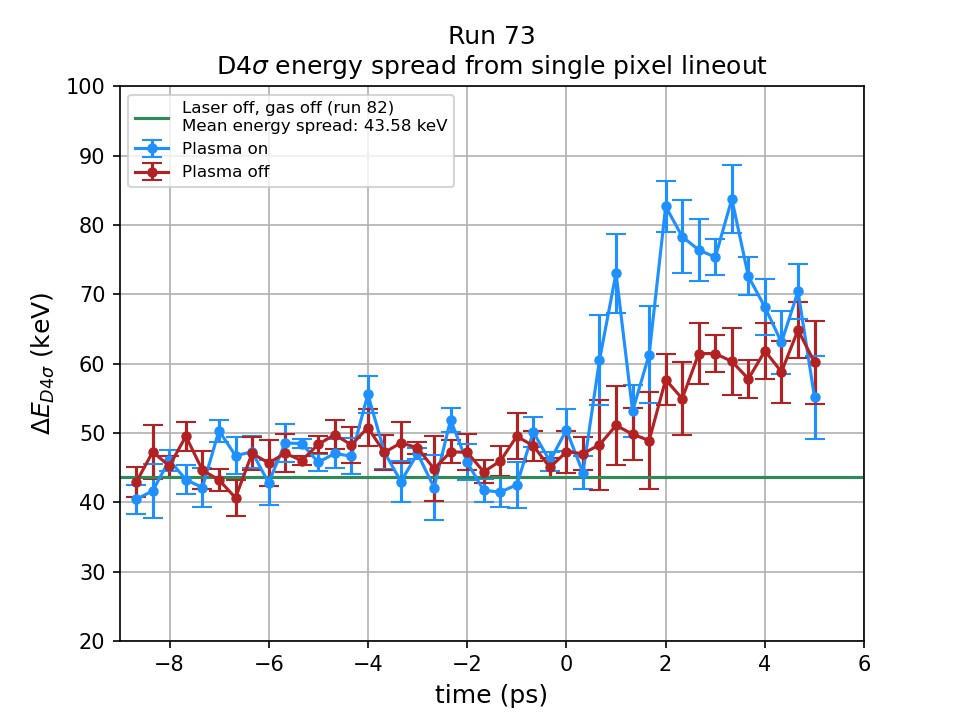 Run 73
D4σ energy spread from single pixel lineout
100
90
80
70
60
50
40
30
20
ΔE_{D4σ} (keV)
Laser off, gas off (run 82)
Mean energy spread: 43.58 keV
Plasma on
Plasma off
−8
−6
−4
−2
0
2
4
6
time (ps)